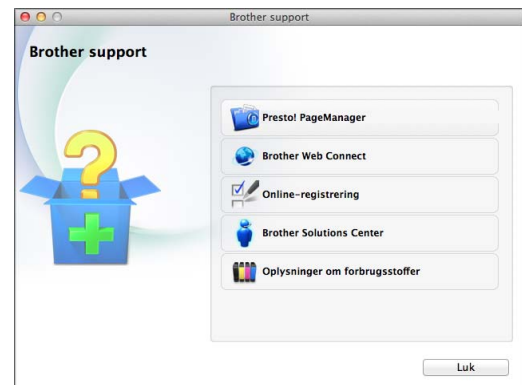 Brother support
Brother support
Presto! PageManager
Brother Web Connect
Online-registrering
Brother Solutions Center
Oplysninger om forbrugsstoffer
Luk